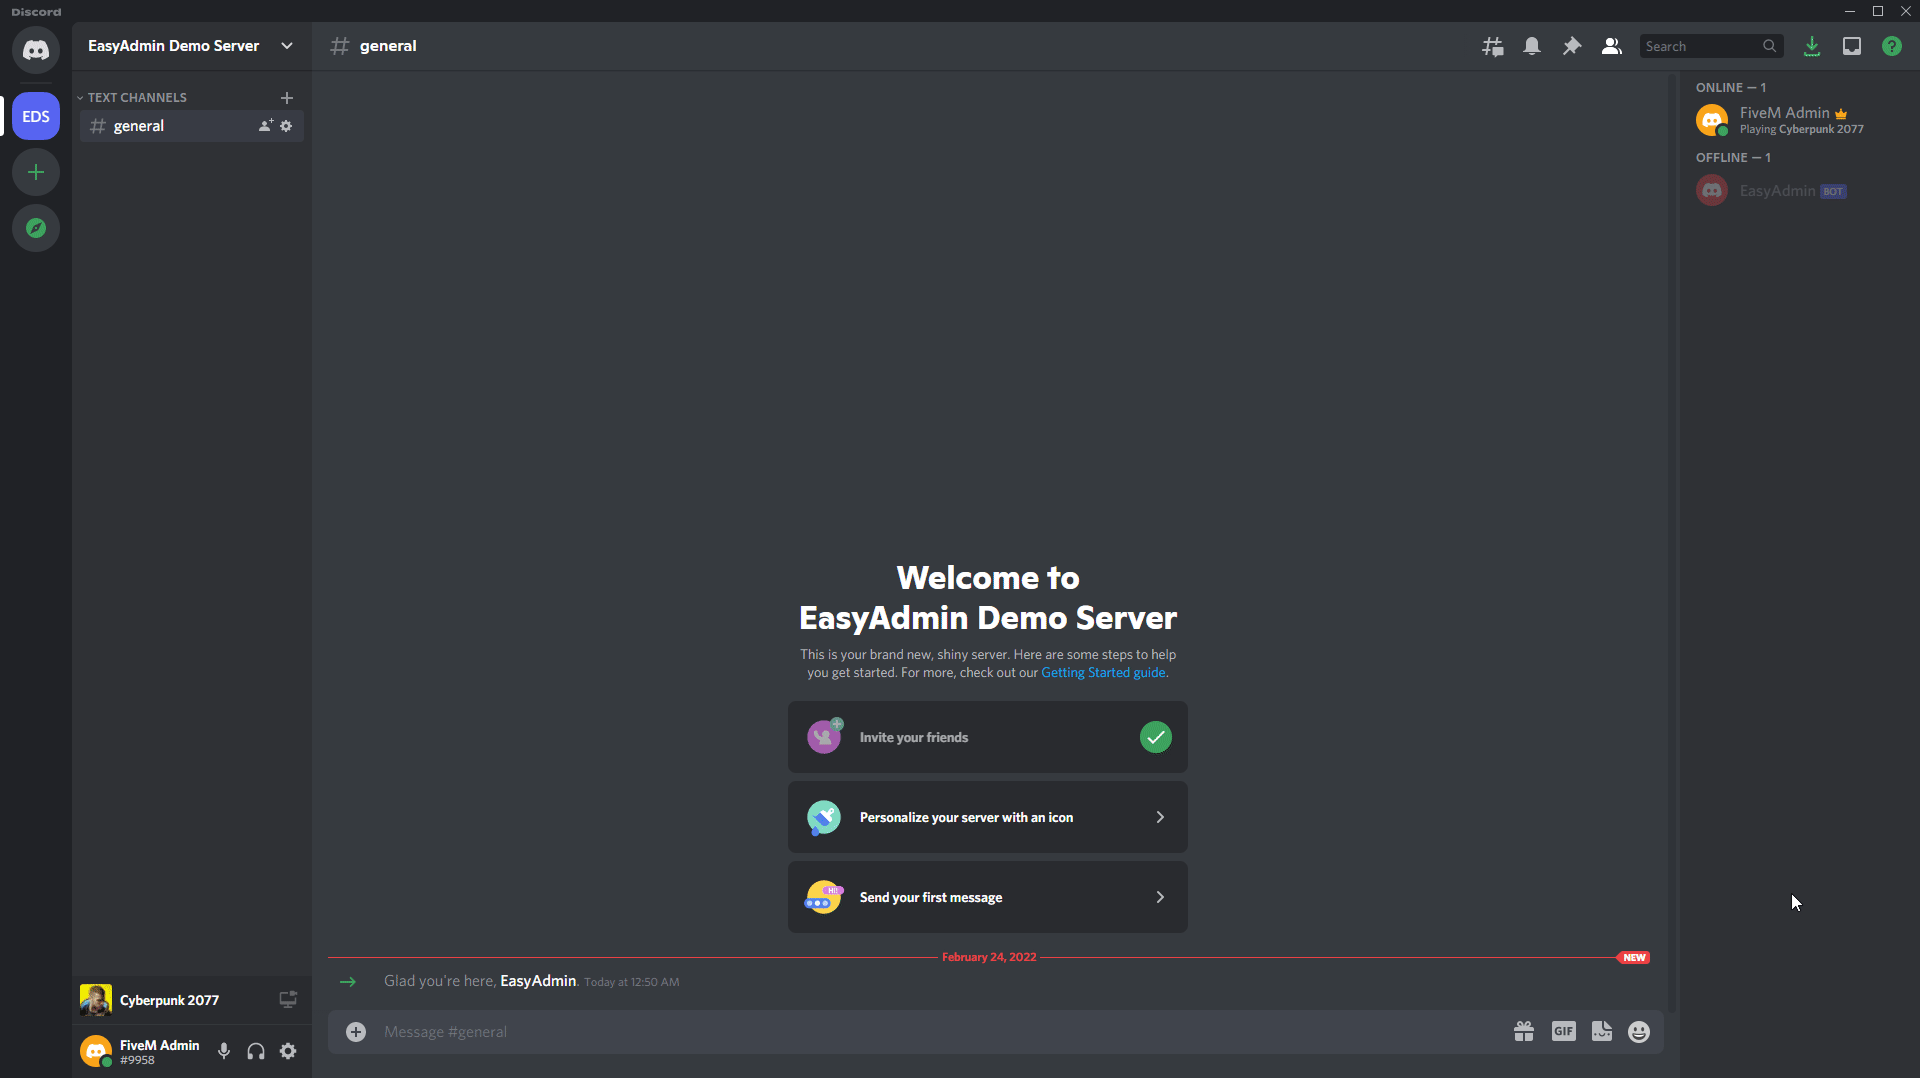 Discord
EasyAdmin Demo Server
general
Search
EDS
TEXT CHANNELS
general
ONLINE — 1
FiveM Admin
Playing Cyberpunk 2077
OFFLINE — 1
EasyAdmin BOT
Welcome to
EasyAdmin Demo Server
This is your brand new, shiny server. Here are some steps to help
you get started. For more, check out our Getting Started guide.
Invite your friends
Personalize your server with an icon
HI!
Send your first message
February 24, 2022
NEW
Glad you're here, EasyAdmin. Today at 12:50 AM
Message #general
GIF
Cyberpunk 2077
FiveM Admin
#9958